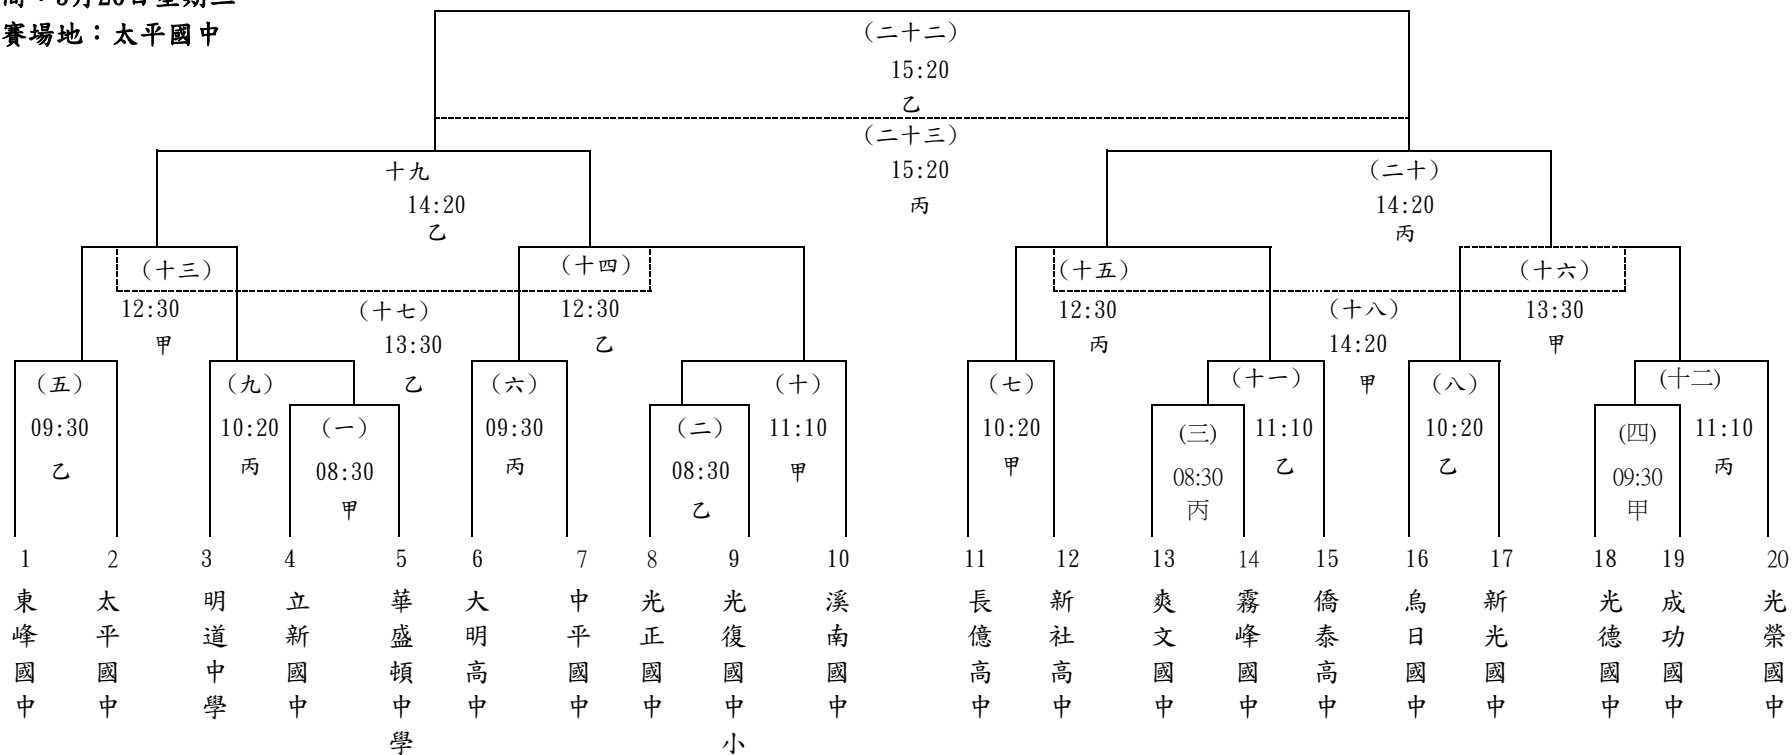 間：5月20日星期三
賽場地：太平國中
（二十二）
15:20
乙
（二十三）
15:20
丙
十九
14:20
乙
（二十）
14:20
丙
（十三）
12:30
甲
（十四）
12:30
乙
（十七）
13:30
乙
（十五）
12:30
丙
（十六）
13:30
甲
（十八）
14:20
甲
（五）
09:30
乙
（九）
10:20
丙
（一）
08:30
甲
（六）
09:30
丙
（二）
08:30
乙
（十）
11:10
甲
（七）
10:20
甲
(三)
08:30
丙
（十一）
11:10
乙
（八）
10:20
乙
(四)
09:30
甲
(十二)
11:10
丙
1 2 3 4 5 6 7 8 9 10 11 12 13 14 15 16 17 18 19 20
東峰國中
太平國中
明道中學
立新國中
華盛頓中學
大明高中
中平國中
光正國中
光復國中小
溪南國中
長億高中
新社高中
爽文國中
霧峰國中
僑泰高中
烏日國中
新光國中
光德國中
成功國中
光榮國中